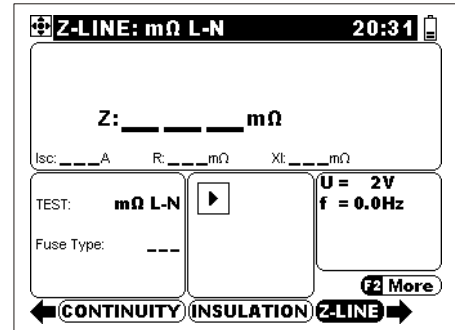 Z-LINE: mΩ L-N 20:31
Z:___ ___ ___mΩ
Isc:___A R:___mΩ Xl:___mΩ
TEST: mΩ L-N
Fuse Type: ___
U = 2V
f = 0.0Hz
F2 More
CONTINUITY INSULATION Z-LINE